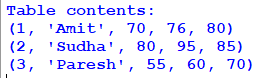 Table contents:
(1, 'Amit', 70, 76, 80)
(2, 'Sudha', 80, 95, 85)
(3, 'Paresh', 55, 60, 70)